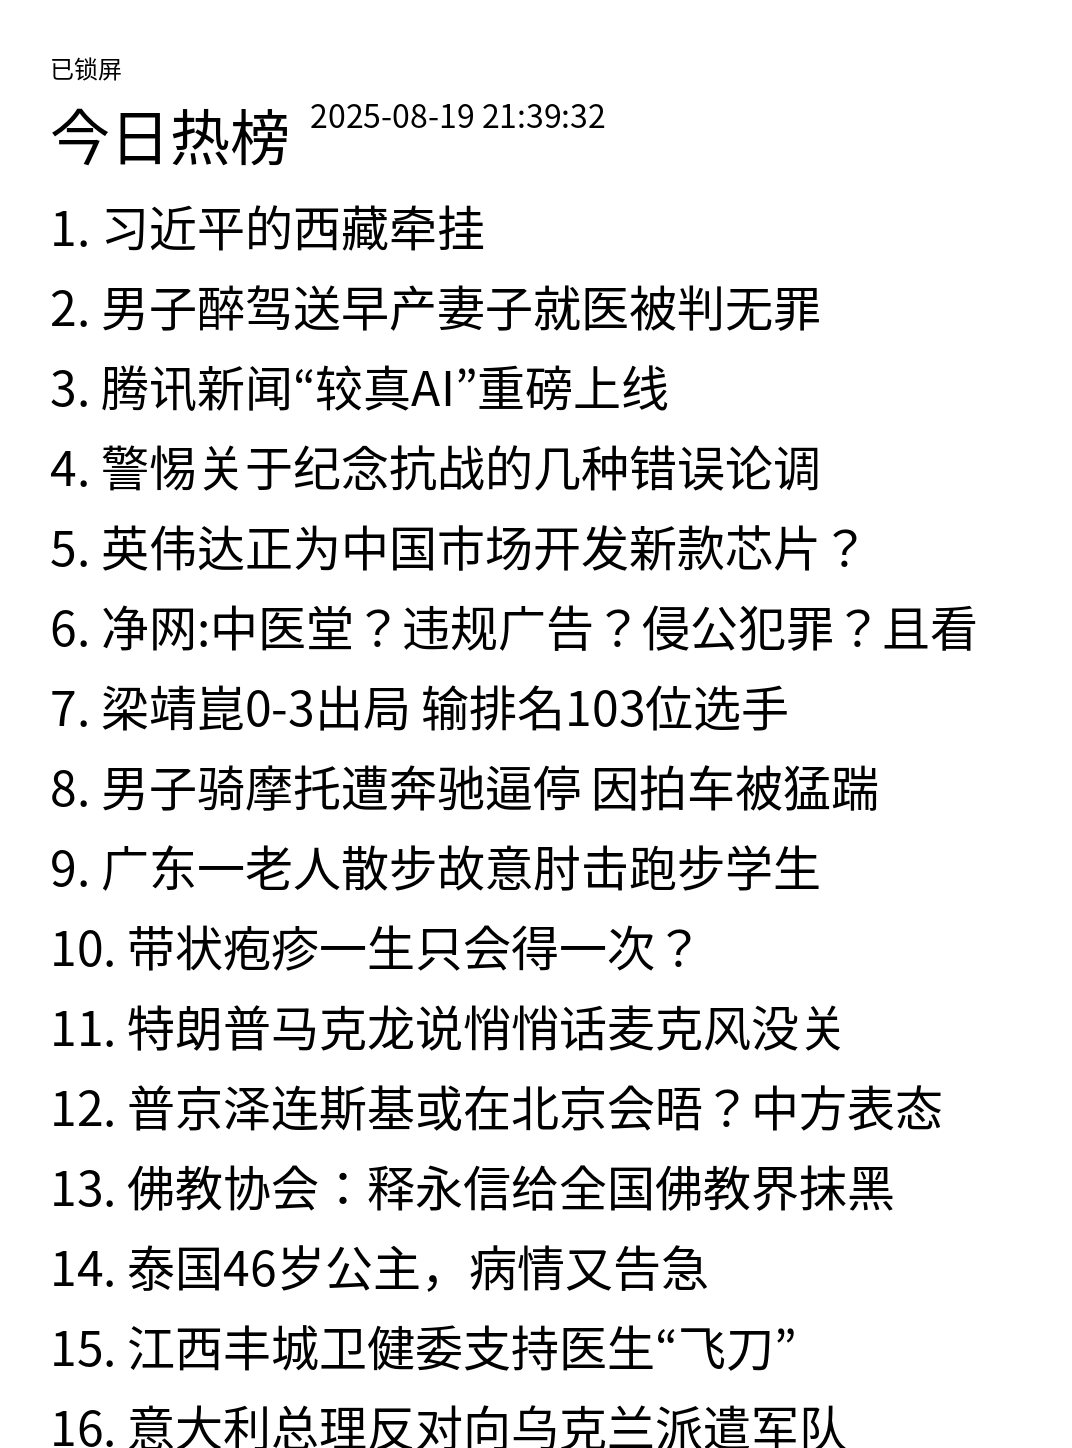 已锁屏
今日热榜 2025-08-19 21:39:32
1. 习近平的西藏牵挂
2. 男子醉驾送早产妻子就医被判无罪
3. 腾讯新闻“较真AI”重磅上线
4. 警惕关于纪念抗战的几种错误论调
5. 英伟达正为中国市场开发新款芯片？
6. 净网:中医堂？违规广告？侵公犯罪？且看
7. 梁靖崑0-3出局 输排名103位选手
8. 男子骑摩托遭奔驰逼停 因拍车被猛踹
9. 广东一老人散步故意肘击跑步学生
10. 带状疱疹一生只会得一次？
11. 特朗普马克龙说悄悄话麦克风没关
12. 普京泽连斯基或在北京会晤？中方表态
13. 佛教协会：释永信给全国佛教界抹黑
14. 泰国46岁公主，病情又告急
15. 江西丰城卫健委支持医生“飞刀”
16. 意大利总理反对向乌克兰派遣军队